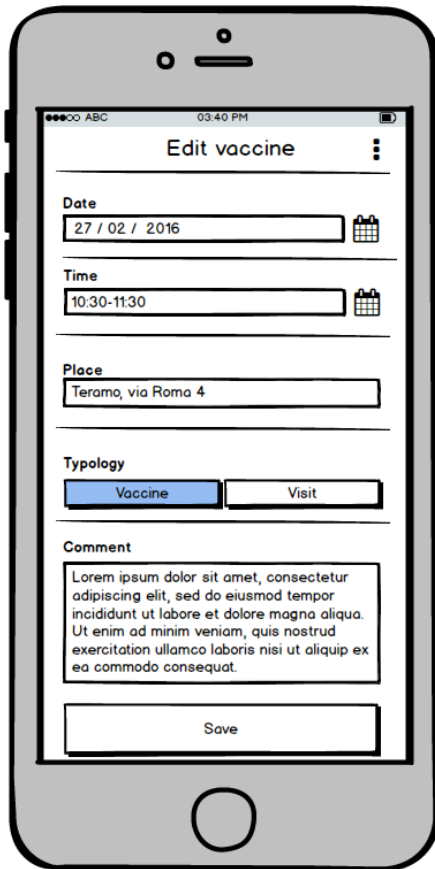 ABC 03:40 PM
Edit vaccine
Date
27 / 02 / 2016
Time
10:30-11:30
Place
Teramo, via Roma 4
Typology
Vaccine Visit
Comment
Lorem ipsum dolor sit amet, consectetur
adipiscing elit, sed do eiusmod tempor
incididunt ut labore et dolore magna aliqua.
Ut enim ad minim veniam, quis nostrud
exercitation ullamco laboris nisi ut aliquip ex
ea commodo consequat.
Save